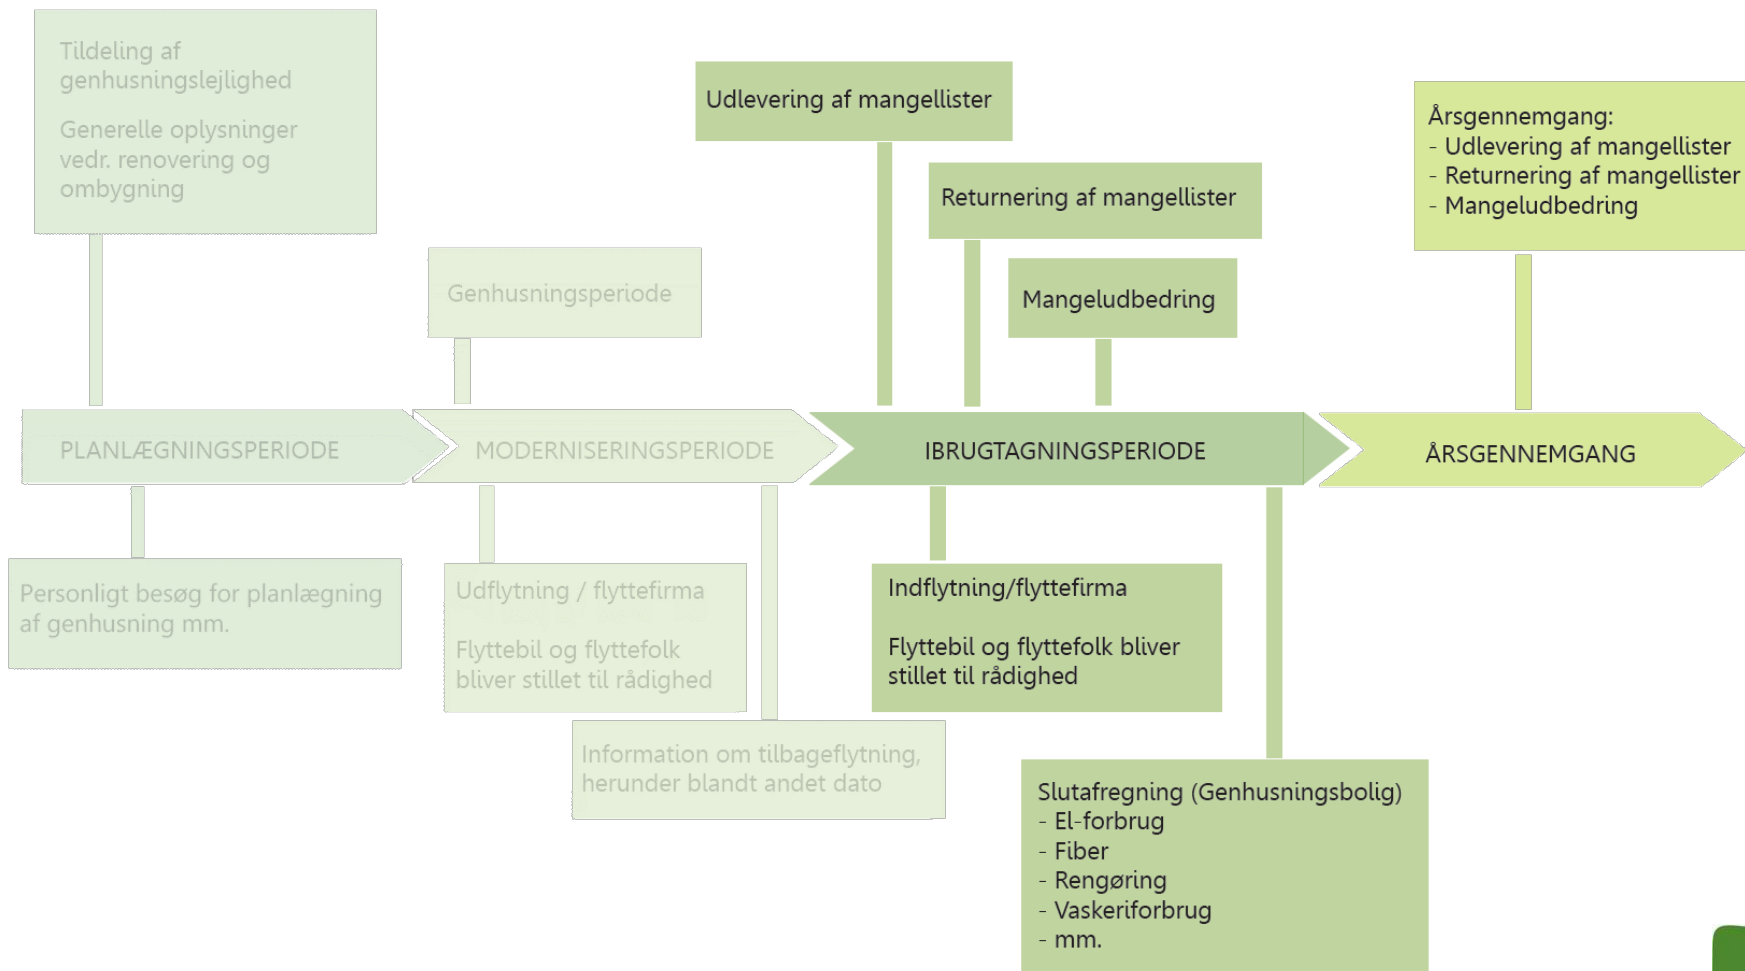 Tildeling af
genhusningslejlighed
Generelle oplysninger
vedr. renovering og
ombygning
Udlevering af mangellister
Årsgennemgang:
- Udlevering af mangellister
- Returnering af mangellister
- Mangeludbedring
Returnering af mangellister
Genhusningsperiode
Mangeludbedring
PLANLÆGNINGSPERIODE
MODERNISERINGSPERIODE
IBRUGTAGNINGSPERIODE
ÅRSGENNEMGANG
Personligt besøg for planlægning
af genhusning mm.
Udflytning / flyttefirma
Flyttebil og flyttefolk
bliver stillet til rådighed
Indflytning/flyttefirma
Flyttebil og flyttefolk bliver
stillet til rådighed
Information om tilbageflytning,
herunder blandt andet dato
Slutafregning (Genhusningsbolig)
- El-forbrug
- Fiber
- Rengøring
- Vaskeriforbrug
- mm.